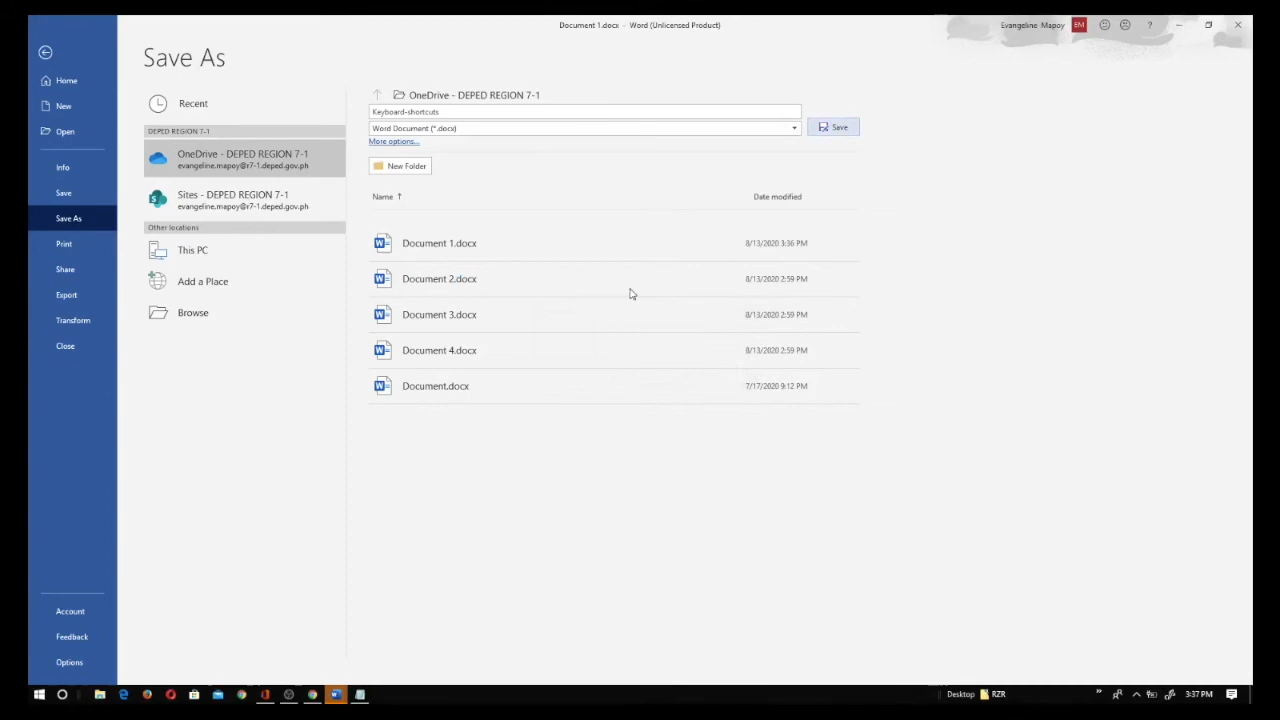 Document 1.docx - Word (Unlicensed Product)
Evangeline Mapoy
EM
?
Save As
Home
New
Open
Info
Save
Save As
Print
Share
Export
Transform
Close
Account
Feedback
Options
Recent
DEPED REGION 7-1
OneDrive - DEPED REGION 7-1
evangeline.mapoy@r7-1.deped.gov.ph
Sites - DEPED REGION 7-1
evangeline.mapoy@r7-1.deped.gov.ph
Other locations
This PC
Add a Place
Browse
OneDrive - DEPED REGION 7-1
Keyboard-shortcuts
Word Document (*.docx)
Save
More options...
New Folder
Name ↑
Date modified
Document 1.docx
8/13/2020 3:36 PM
Document 2.docx
8/13/2020 2:59 PM
Document 3.docx
8/13/2020 2:59 PM
Document 4.docx
8/13/2020 2:59 PM
Document.docx
7/17/2020 9:12 PM
Desktop
RZR
3:37 PM